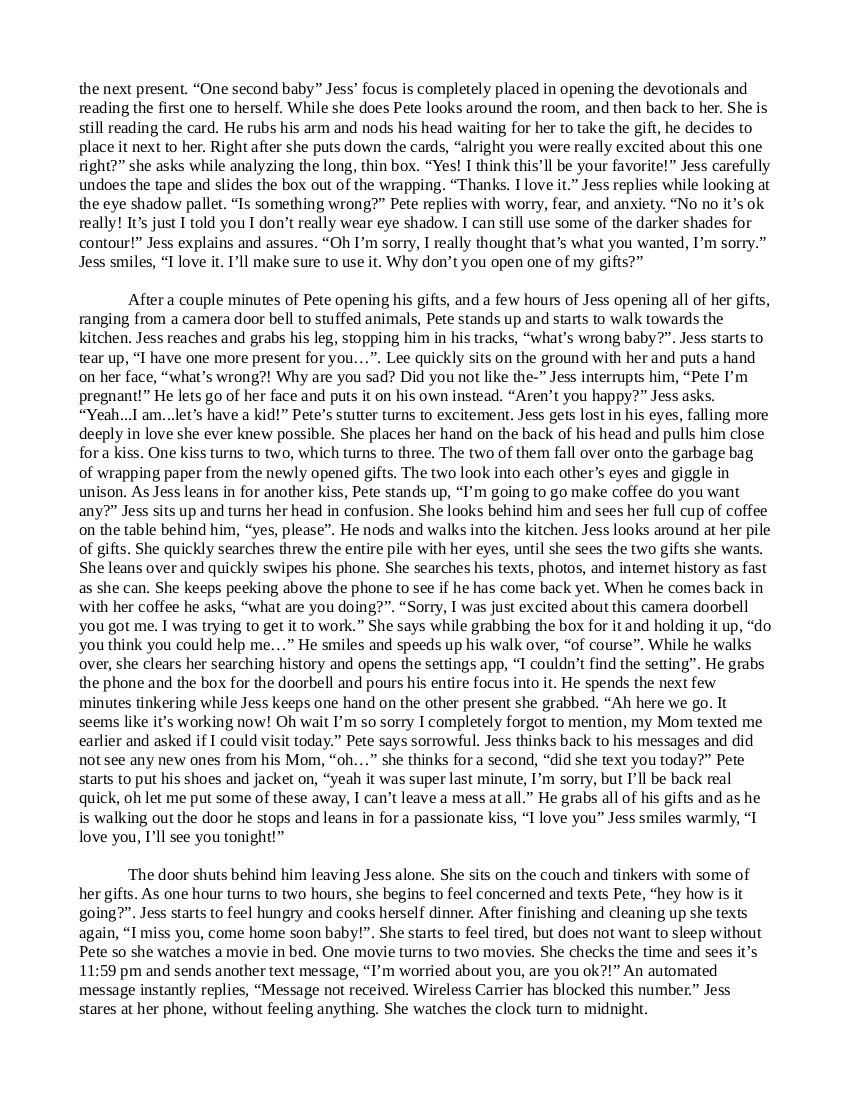 the next present. “One second baby” Jess’ focus is completely placed in opening the devotionals and
reading the first one to herself. While she does Pete looks around the room, and then back to her. She is
still reading the card. He rubs his arm and nods his head waiting for her to take the gift, he decides to
place it next to her. Right after she puts down the cards, “alright you were really excited about this one
right?” she asks while analyzing the long, thin box. “Yes! I think this’ll be your favorite!” Jess carefully
undoes the tape and slides the box out of the wrapping. “Thanks. I love it.” Jess replies while looking at
the eye shadow pallet. “Is something wrong?” Pete replies with worry, fear, and anxiety. “No no it’s ok
really! It’s just I told you I don’t really wear eye shadow. I can still use some of the darker shades for
contour!” Jess explains and assures. “Oh I’m sorry, I really thought that’s what you wanted, I’m sorry.”
Jess smiles, “I love it. I’ll make sure to use it. Why don’t you open one of my gifts?”
After a couple minutes of Pete opening his gifts, and a few hours of Jess opening all of her gifts,
ranging from a camera door bell to stuffed animals, Pete stands up and starts to walk towards the
kitchen. Jess reaches and grabs his leg, stopping him in his tracks, “what’s wrong baby?”. Jess starts to
tear up, “I have one more present for you…”. Lee quickly sits on the ground with her and puts a hand
on her face, “what’s wrong?! Why are you sad? Did you not like the-” Jess interrupts him, “Pete I’m
pregnant!” He lets go of her face and puts it on his own instead. “Aren’t you happy?” Jess asks.
“Yeah...I am...let’s have a kid!” Pete’s stutter turns to excitement. Jess gets lost in his eyes, falling more
deeply in love she ever knew possible. She places her hand on the back of his head and pulls him close
for a kiss. One kiss turns to two, which turns to three. The two of them fall over onto the garbage bag
of wrapping paper from the newly opened gifts. The two look into each other’s eyes and giggle in
unison. As Jess leans in for another kiss, Pete stands up, “I’m going to go make coffee do you want
any?” Jess sits up and turns her head in confusion. She looks behind him and sees her full cup of coffee
on the table behind him, “yes, please”. He nods and walks into the kitchen. Jess looks around at her pile
of gifts. She quickly searches threw the entire pile with her eyes, until she sees the two gifts she wants.
She leans over and quickly swipes his phone. She searches his texts, photos, and internet history as fast
as she can. She keeps peeking above the phone to see if he has come back yet. When he comes back in
with her coffee he asks, “what are you doing?”. “Sorry, I was just excited about this camera doorbell
you got me. I was trying to get it to work.” She says while grabbing the box for it and holding it up, “do
you think you could help me…” He smiles and speeds up his walk over, “of course”. While he walks
over, she clears her searching history and opens the settings app, “I couldn’t find the setting”. He grabs
the phone and the box for the doorbell and pours his entire focus into it. He spends the next few
minutes tinkering while Jess keeps one hand on the other present she grabbed. “Ah here we go. It
seems like it’s working now! Oh wait I’m so sorry I completely forgot to mention, my Mom texted me
earlier and asked if I could visit today.” Pete says sorrowful. Jess thinks back to his messages and did
not see any new ones from his Mom, “oh…” she thinks for a second, “did she text you today?” Pete
starts to put his shoes and jacket on, “yeah it was super last minute, I’m sorry, but I’ll be back real
quick, oh let me put some of these away, I can’t leave a mess at all.” He grabs all of his gifts and as he
is walking out the door he stops and leans in for a passionate kiss, “I love you” Jess smiles warmly, “I
love you, I’ll see you tonight!”
The door shuts behind him leaving Jess alone. She sits on the couch and tinkers with some of
her gifts. As one hour turns to two hours, she begins to feel concerned and texts Pete, “hey how is it
going?”. Jess starts to feel hungry and cooks herself dinner. After finishing and cleaning up she texts
again, “I miss you, come home soon baby!”. She starts to feel tired, but does not want to sleep without
Pete so she watches a movie in bed. One movie turns to two movies. She checks the time and sees it’s
11:59 pm and sends another text message, “I’m worried about you, are you ok?!” An automated
message instantly replies, “Message not received. Wireless Carrier has blocked this number.” Jess
stares at her phone, without feeling anything. She watches the clock turn to midnight.